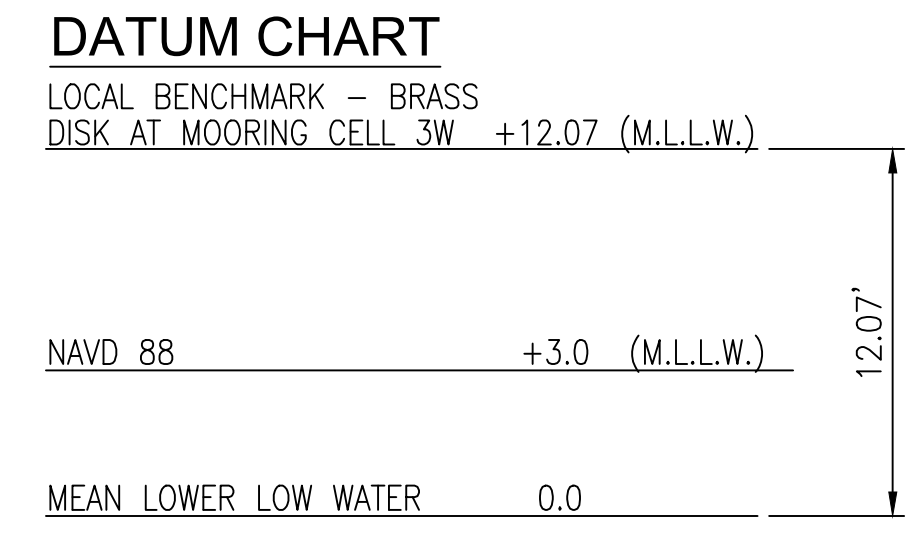 DATUM CHART
LOCAL BENCHMARK – BRASS
DISK AT MOORING CELL 3W +12.07 (M.L.L.W.)
12.07'
NAVD 88 +3.0 (M.L.L.W.)
MEAN LOWER LOW WATER 0.0